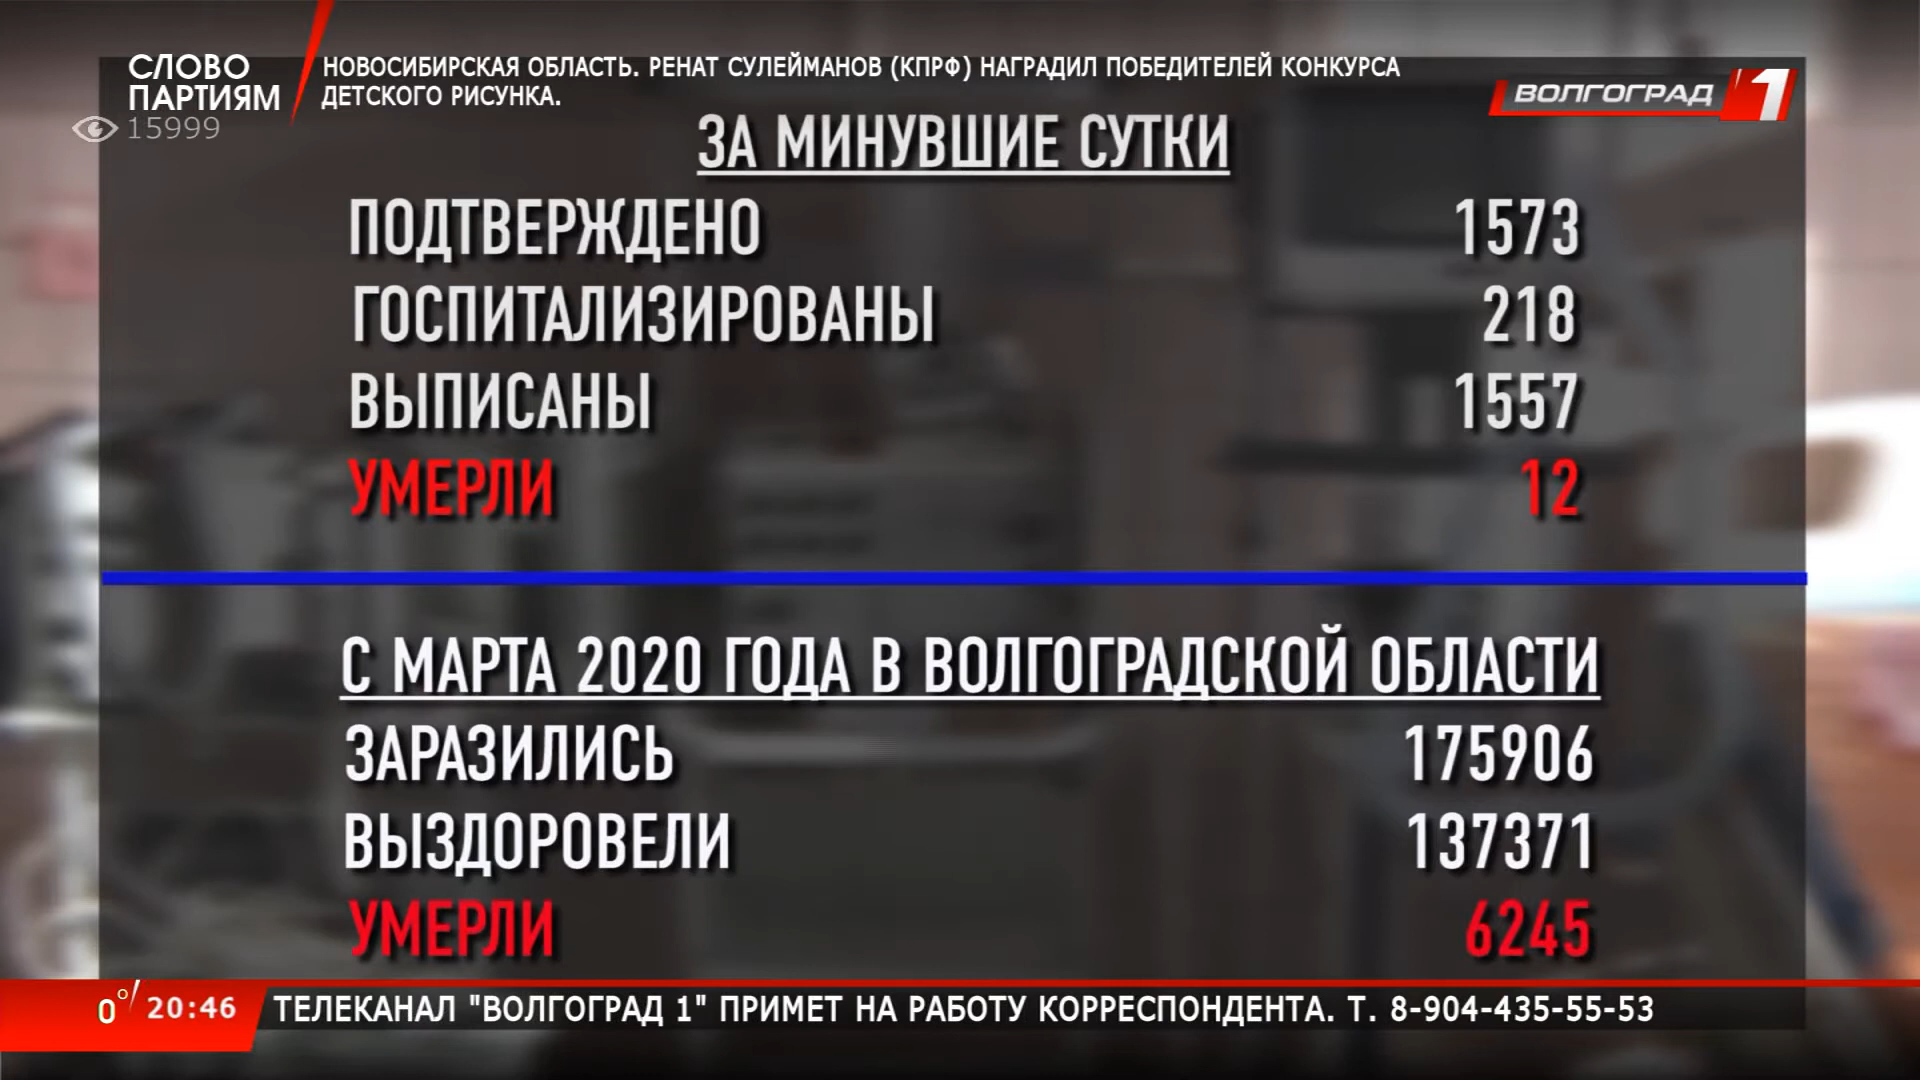 СЛОВО
ПАРТИЯМ
НОВОСИБИРСКАЯ ОБЛАСТЬ. РЕНАТ СУЛЕЙМАНОВ (КПРФ) НАГРАДИЛ ПОБЕДИТЕЛЕЙ КОНКУРСА
ДЕТСКОГО РИСУНКА.
15999
ВОЛГОГРАД 1
ЗА МИНУВШИЕ СУТКИ
ПОДТВЕРЖДЕНО 1573
ГОСПИТАЛИЗИРОВАНЫ 218
ВЫПИСАНЫ 1557
УМЕРЛИ 12
С МАРТА 2020 ГОДА В ВОЛГОГРАДСКОЙ ОБЛАСТИ
ЗАРАЗИЛИСЬ 175906
ВЫЗДОРОВЕЛИ 137371
УМЕРЛИ 6245
0° 20:46 ТЕЛЕКАНАЛ "ВОЛГОГРАД 1" ПРИМЕТ НА РАБОТУ КОРРЕСПОНДЕНТА. Т. 8-904-435-55-53